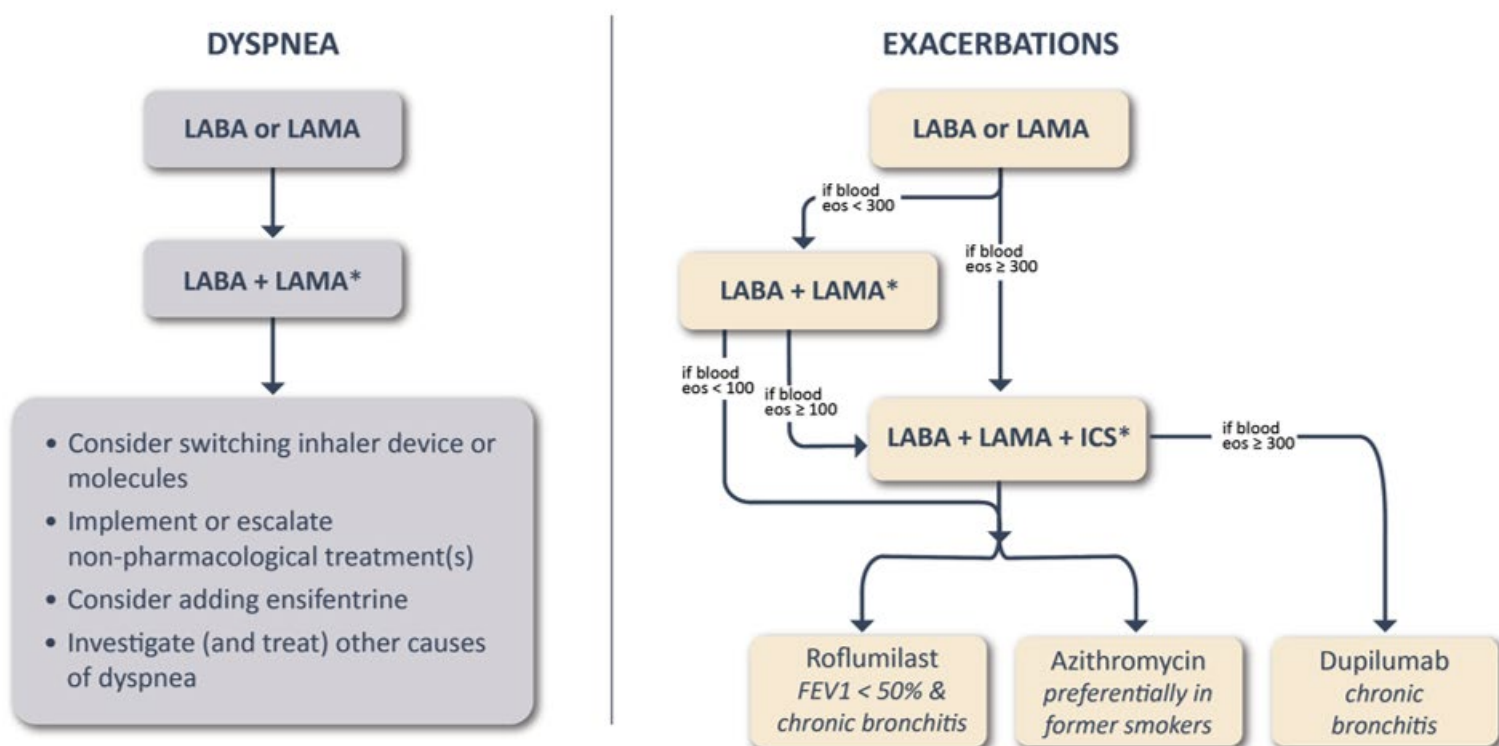 DYSPNEA
LABA or LAMA
LABA + LAMA*
• Consider switching inhaler device or
molecules
• Implement or escalate
non-pharmacological treatment(s)
• Consider adding ensifentrine
• Investigate (and treat) other causes
of dyspnea
EXACERBATIONS
LABA or LAMA
if blood
eos < 300
if blood
eos ≥ 300
LABA + LAMA*
if blood
eos < 100
if blood
eos ≥ 100
LABA + LAMA + ICS*
if blood
eos ≥ 300
Roflumilast
FEV1 < 50% &
chronic bronchitis
Azithromycin
preferentially in
former smokers
Dupilumab
chronic
bronchitis